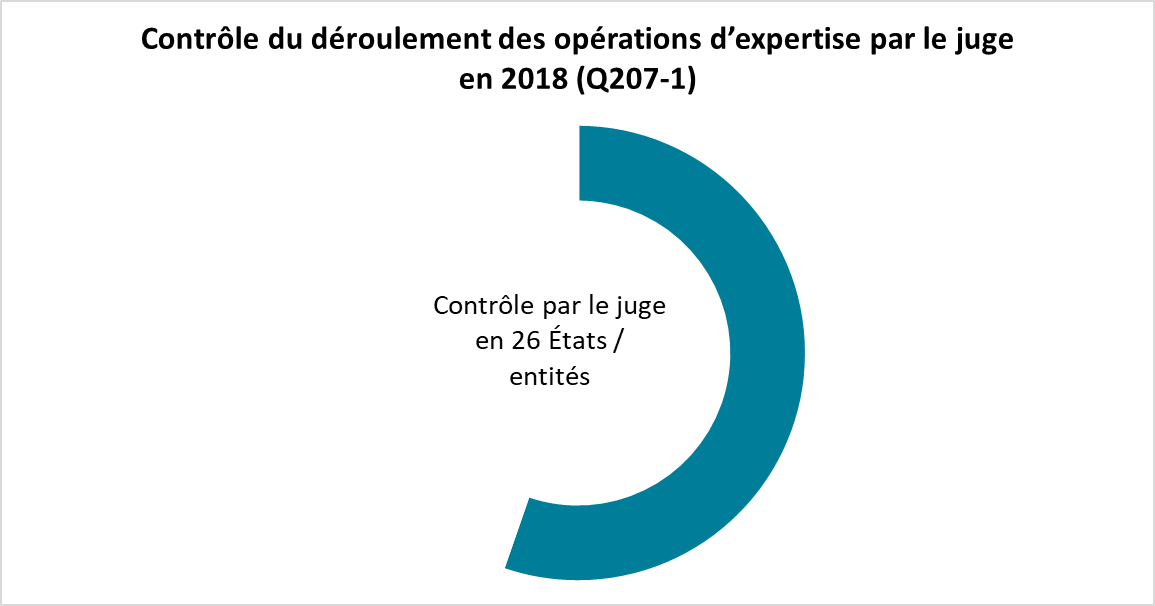 Contrôle du déroulement des opérations d’expertise par le juge
en 2018 (Q207-1)
Contrôle par le juge
en 26 États /
entités